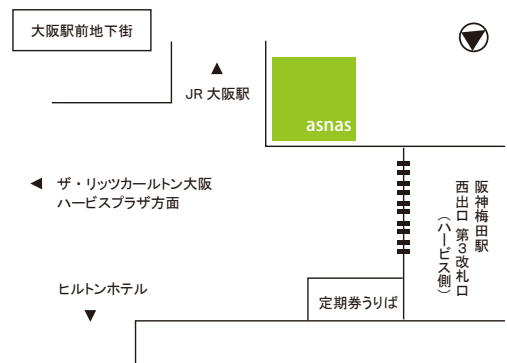 大阪駅前地下街
▲
JR 大阪駅
asnas
◀ ザ・リッツカールトン大阪
ハービスプラザ方面
阪神梅田駅
西出口 第3改札口
（ハービス側）
ヒルトンホテル
▼
定期券うりば